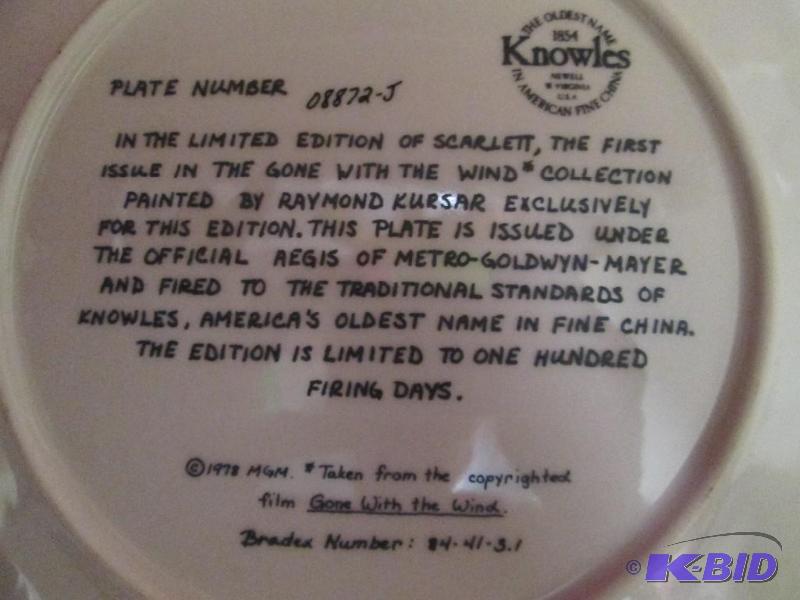 THE OLDEST NAME
1854
Knowles
NEWELL
W. VIRGINIA
U.S.A.
IN AMERICAN FINE CHINA
PLATE NUMBER 08872-J
IN THE LIMITED EDITION OF SCARLETT, THE FIRST
ISSUE IN THE GONE WITH THE WIND* COLLECTION
PAINTED BY RAYMOND KURSAR EXCLUSIVELY
FOR THIS EDITION. THIS PLATE IS ISSUED UNDER
THE OFFICIAL AEGIS OF METRO-GOLDWYN-MAYER
AND FIRED TO THE TRADITIONAL STANDARDS OF
KNOWLES, AMERICA'S OLDEST NAME IN FINE CHINA.
THE EDITION IS LIMITED TO ONE HUNDRED
FIRING DAYS.
©1978 MGM. *Taken from the copyrighted
film Gone With the Wind.
Bradex Number: 84-41-3.1
© K-BID